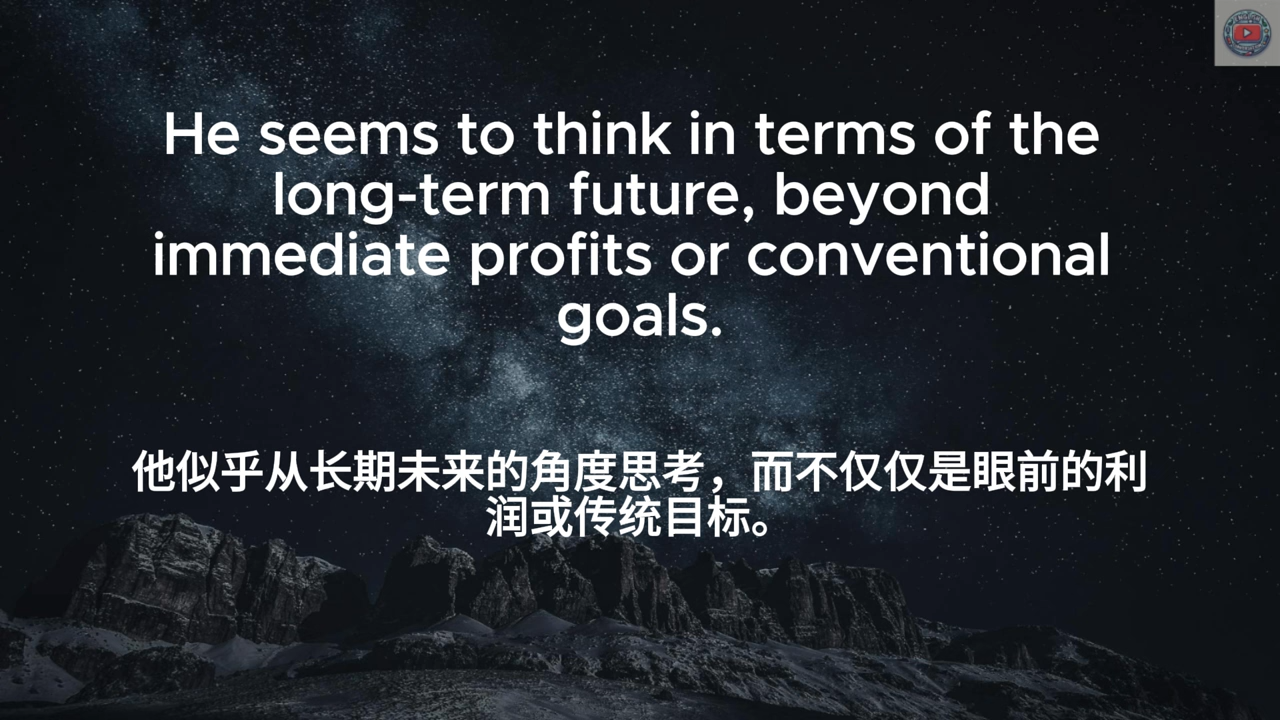 He seems to think in terms of the
long-term future, beyond
immediate profits or conventional
goals.
他似乎从长期未来的角度思考，而不仅仅是眼前的利
润或传统目标。